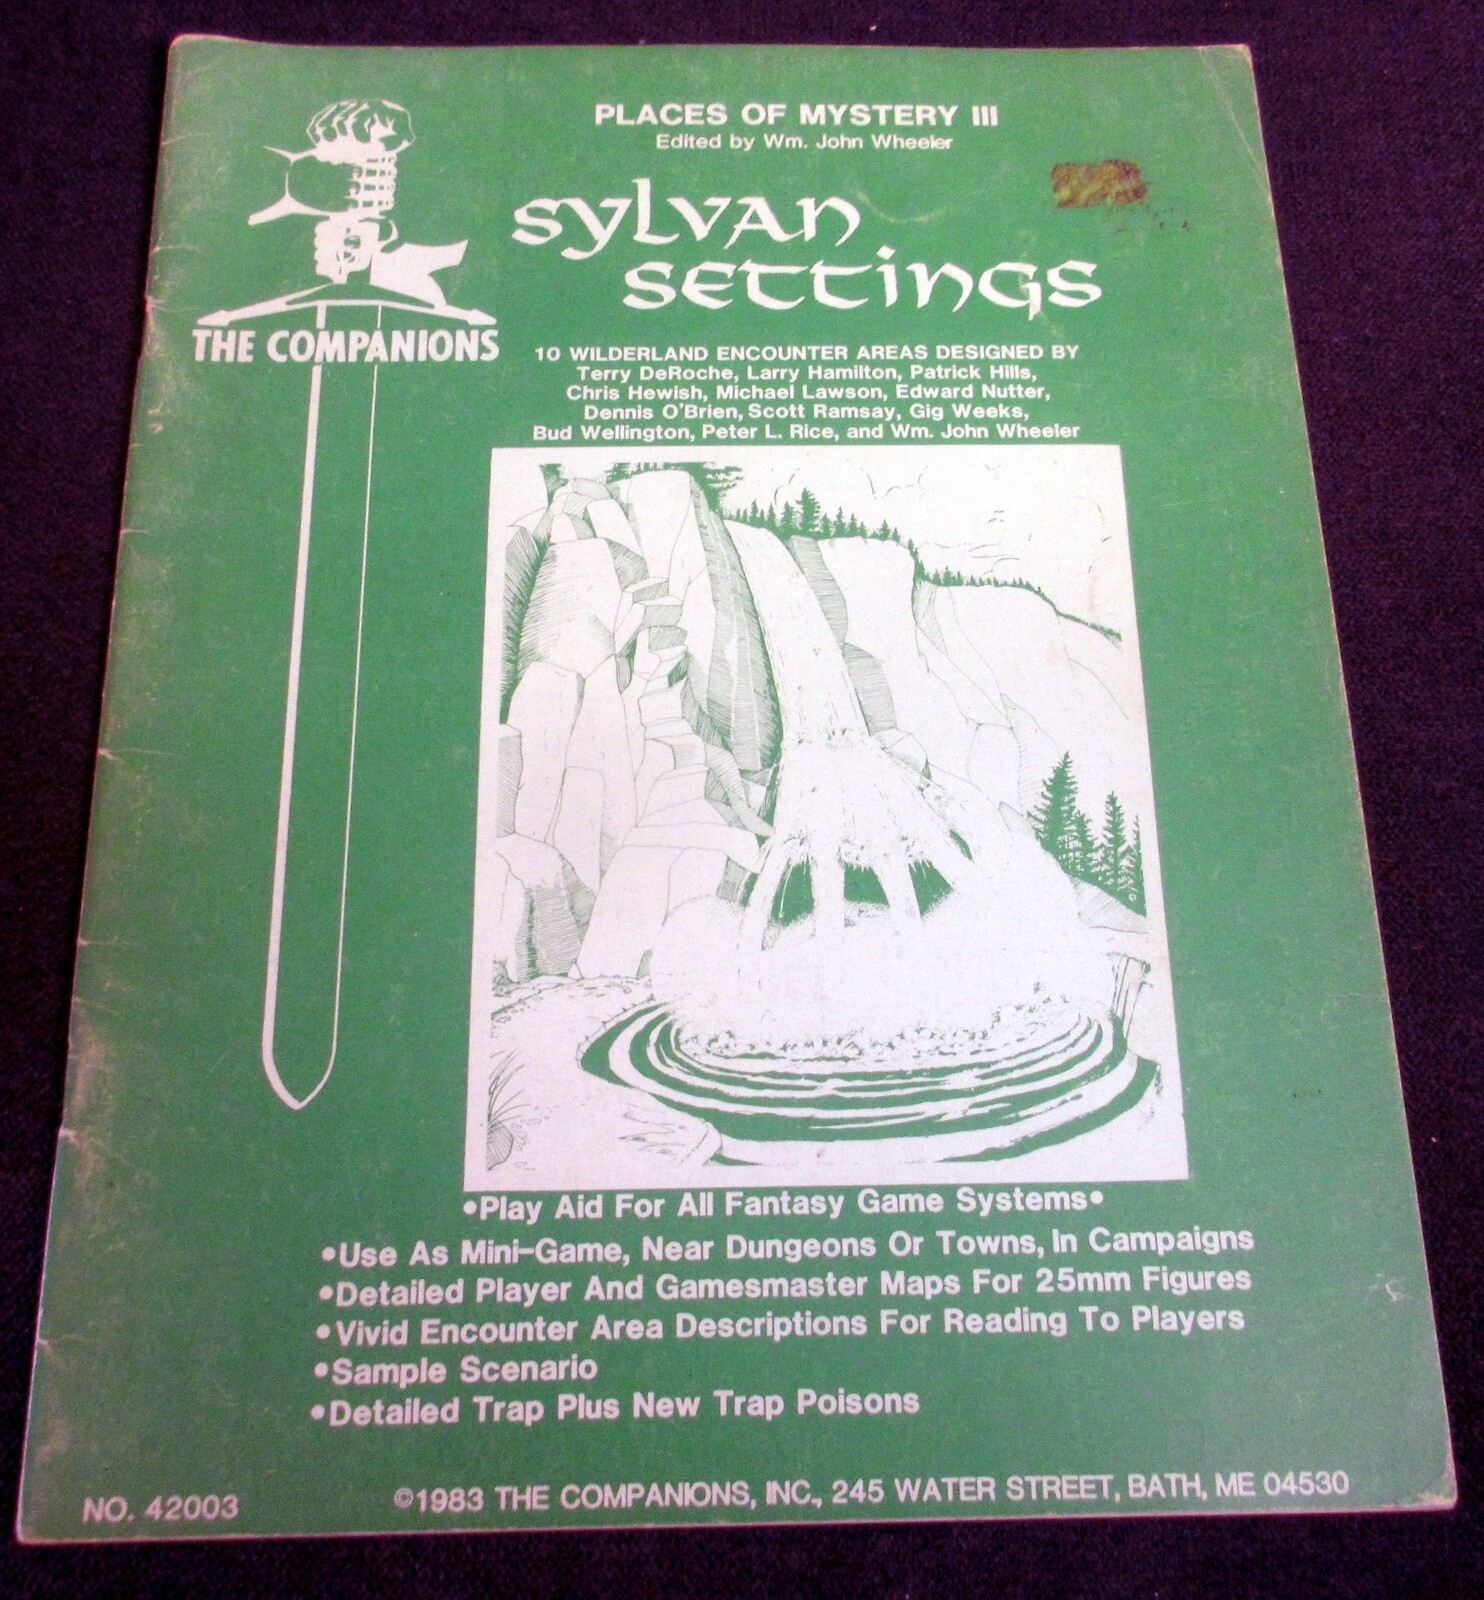 PLACES OF MYSTERY III
Edited by Wm. John Wheeler
sylvan
settings
THE COMPANIONS
10 WILDERLAND ENCOUNTER AREAS DESIGNED BY
Terry DeRoche, Larry Hamilton, Patrick Hills,
Chris Hewish, Michael Lawson, Edward Nutter,
Dennis O'Brien, Scott Ramsay, Gig Weeks,
Bud Wellington, Peter L. Rice, and Wm. John Wheeler
•Play Aid For All Fantasy Game Systems•
•Use As Mini-Game, Near Dungeons Or Towns, In Campaigns
•Detailed Player And Gamesmaster Maps For 25mm Figures
•Vivid Encounter Area Descriptions For Reading To Players
•Sample Scenario
•Detailed Trap Plus New Trap Poisons
NO. 42003
©1983 THE COMPANIONS, INC., 245 WATER STREET, BATH, ME 04530